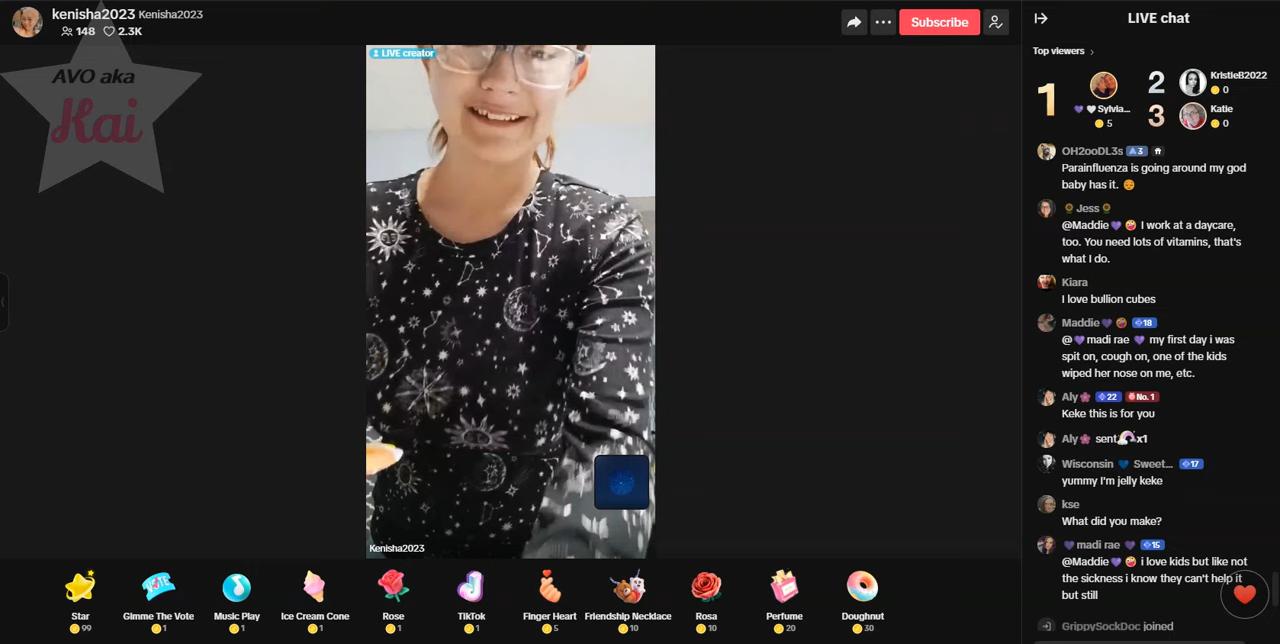 kenisha2023 Kenisha2023
148 2.3K
Subscribe
AVO aka
Kai
LIVE creator
Kenisha2023
Star
99
Gimme The Vote
1
Music Play
1
Ice Cream Cone
1
Rose
1
TikTok
1
Finger Heart
5
Friendship Necklace
10
Rosa
10
Perfume
20
Doughnut
30
LIVE chat
Top viewers
1
💜 🤍 Sylvia...
5
2
KristieB2022
0
3
Katie
0
OH2ooDL3s 3
Parainfluenza is going around my god
baby has it. 😔
🌻Jess🌻
@Maddie💜 🤪 I work at a daycare,
too. You need lots of vitamins, that's
what I do.
Kiara
I love bullion cubes
Maddie💜 🤪 18
@💜madi rae 💜 my first day i was
spit on, cough on, one of the kids
wiped her nose on me, etc.
Aly🌸 22 No. 1
Keke this is for you
Aly🌸 sent x1
Wisconsin 💙 Sweet... 17
yummy I'm jelly keke
kse
What did you make?
💜madi rae 💜 15
@Maddie💜 🤪 i love kids but like not
the sickness i know they can't help it
but still
GrippySockDoc joined